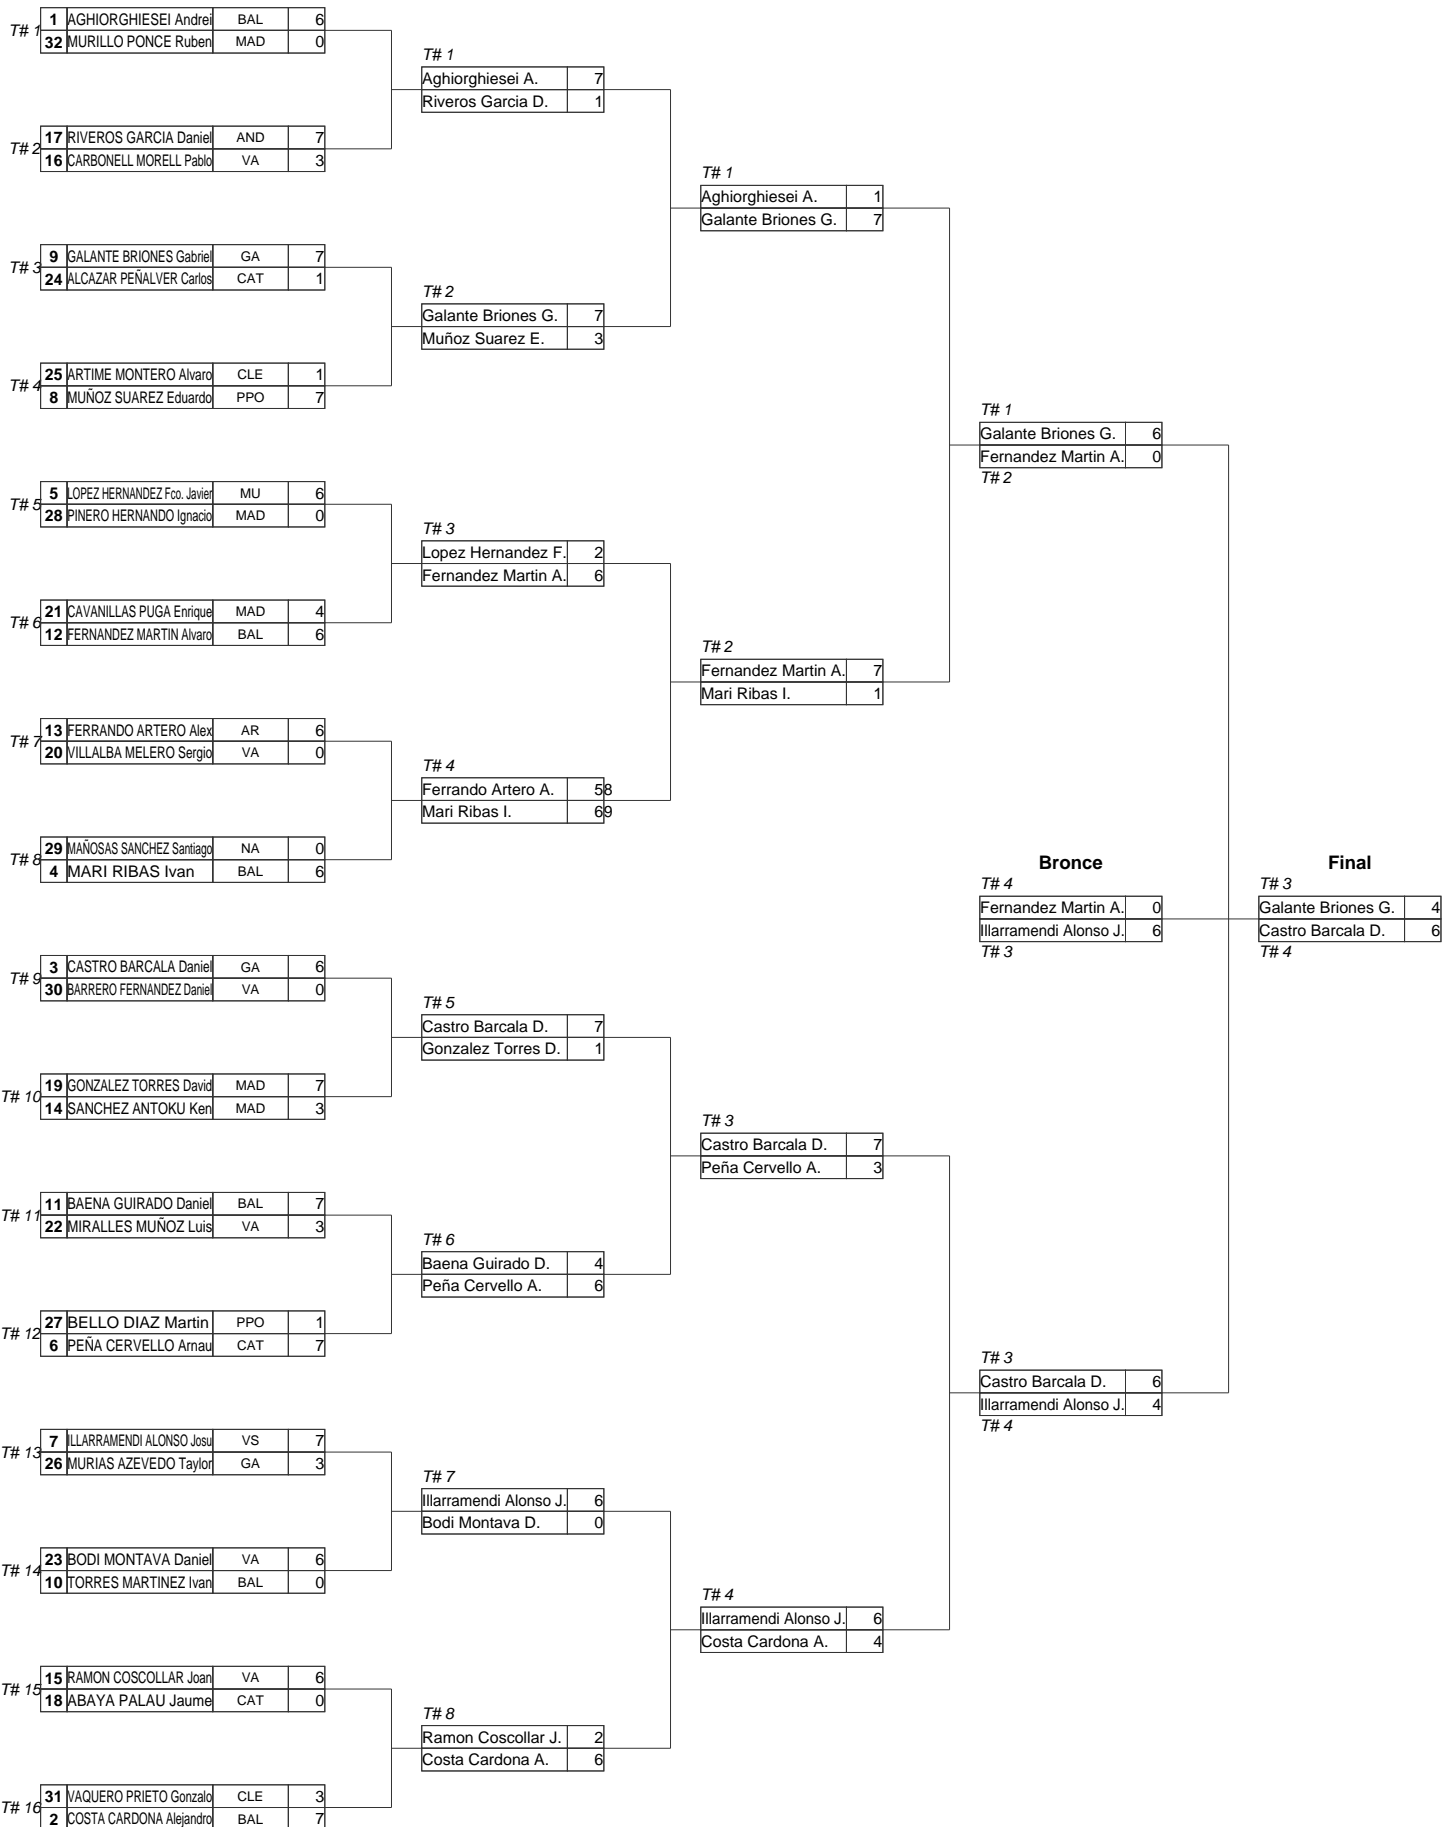 T# 1
1 AGHIORGHIESEI Andrei BAL 6
32 MURILLO PONCE Ruben MAD 0
T# 2
17 RIVEROS GARCIA Daniel AND 7
16 CARBONELL MORELL Pablo VA 3
T# 3
9 GALANTE BRIONES Gabriel GA 7
24 ALCAZAR PEÑALVER Carlos CAT 1
T# 4
25 ARTIME MONTERO Alvaro CLE 1
8 MUÑOZ SUAREZ Eduardo PPO 7
T# 5
5 LOPEZ HERNANDEZ Fco. Javier MU 6
28 PINERO HERNANDO Ignacio MAD 0
T# 6
21 CAVANILLAS PUGA Enrique MAD 4
12 FERNANDEZ MARTIN Alvaro BAL 6
T# 7
13 FERRANDO ARTERO Alex AR 6
20 VILLALBA MELERO Sergio VA 0
T# 8
29 MAÑOSAS SANCHEZ Santiago NA 0
4 MARI RIBAS Ivan BAL 6
T# 9
3 CASTRO BARCALA Daniel GA 6
30 BARRERO FERNANDEZ Daniel VA 0
T# 10
19 GONZALEZ TORRES David MAD 7
14 SANCHEZ ANTOKU Ken MAD 3
T# 11
11 BAENA GUIRADO Daniel BAL 7
22 MIRALLES MUÑOZ Luis VA 3
T# 12
27 BELLO DIAZ Martin PPO 1
6 PEÑA CERVELLO Arnau CAT 7
T# 13
7 ILLARRAMENDI ALONSO Josu VS 7
26 MURIAS AZEVEDO Taylor GA 3
T# 14
23 BODI MONTAVA Daniel VA 6
10 TORRES MARTINEZ Ivan BAL 0
T# 15
15 RAMON COSCOLLAR Joan VA 6
18 ABAYA PALAU Jaume CAT 0
T# 16
31 VAQUERO PRIETO Gonzalo CLE 3
2 COSTA CARDONA Alejandro BAL 7
T# 1
Aghiorghiesei A. 7
Riveros Garcia D. 1
T# 2
Galante Briones G. 7
Muñoz Suarez E. 3
T# 3
Lopez Hernandez F. 2
Fernandez Martin A. 6
T# 4
Ferrando Artero A. 58
Mari Ribas I. 69
T# 5
Castro Barcala D. 7
Gonzalez Torres D. 1
T# 6
Baena Guirado D. 4
Peña Cervello A. 6
T# 7
Illarramendi Alonso J. 6
Bodi Montava D. 0
T# 8
Ramon Coscollar J. 2
Costa Cardona A. 6
T# 1
Aghiorghiesei A. 1
Galante Briones G. 7
T# 2
Fernandez Martin A. 7
Mari Ribas I. 1
T# 3
Castro Barcala D. 7
Peña Cervello A. 3
T# 4
Illarramendi Alonso J. 6
Costa Cardona A. 4
T# 1
Galante Briones G. 6
Fernandez Martin A. 0
T# 2
Bronce
T# 4
Fernandez Martin A. 0
Illarramendi Alonso J. 6
T# 3
T# 3
Castro Barcala D. 6
Illarramendi Alonso J. 4
T# 4
Final
T# 3
Galante Briones G. 4
Castro Barcala D. 6
T# 4